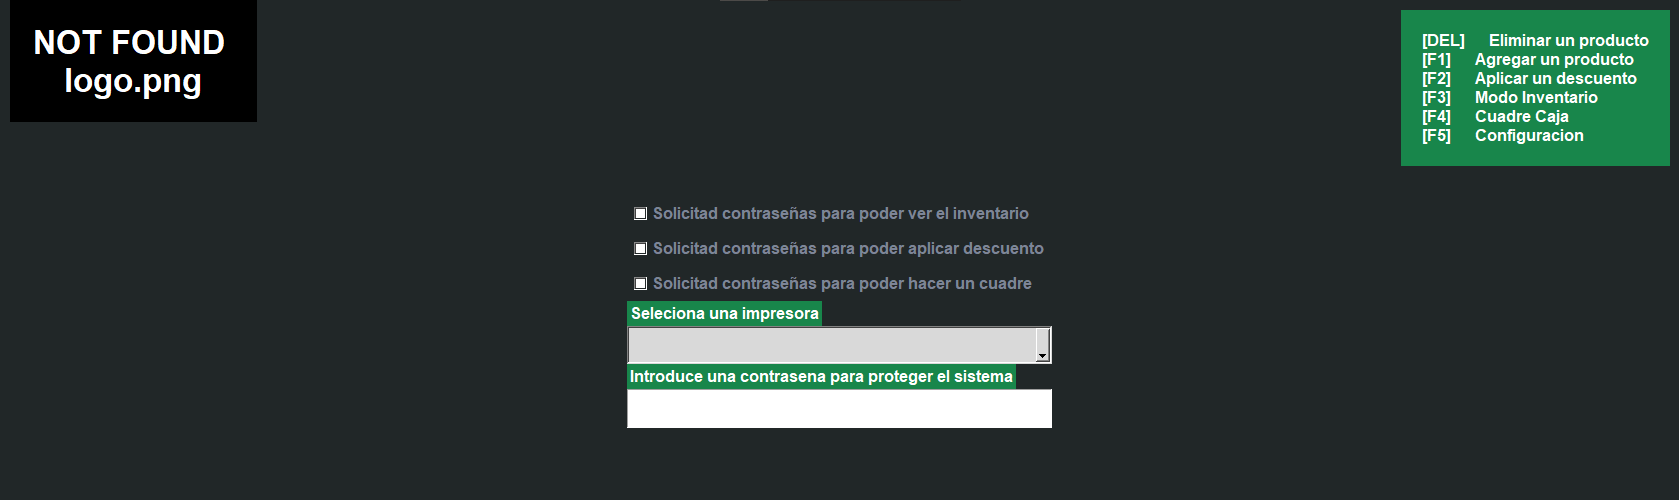 NOT FOUND
logo.png
[DEL] Eliminar un producto
[F1] Agregar un producto
[F2] Aplicar un descuento
[F3] Modo Inventario
[F4] Cuadre Caja
[F5] Configuracion
Solicitad contraseñas para poder ver el inventario
Solicitad contraseñas para poder aplicar descuento
Solicitad contraseñas para poder hacer un cuadre
Seleciona una impresora
Introduce una contrasena para proteger el sistema